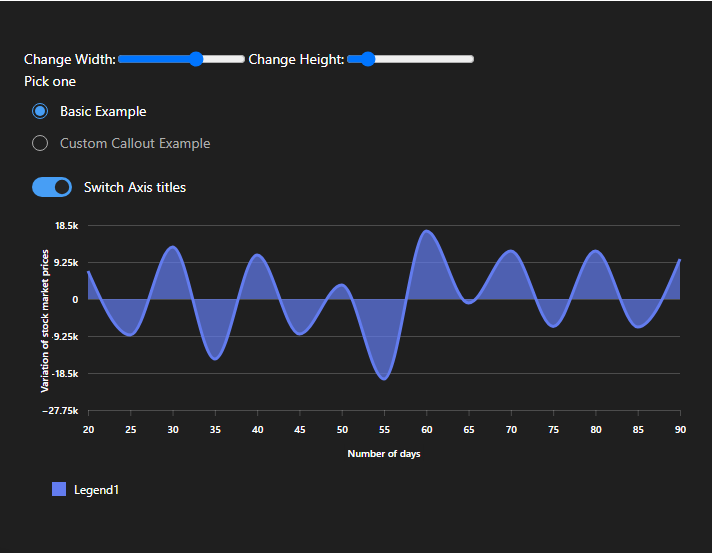 Change Width: Change Height:
Pick one
Basic Example
Custom Callout Example
Switch Axis titles
18.5k
9.25k
0
-9.25k
-18.5k
−27.75k
Variation of stock market prices
20 25 30 35 40 45 50 55 60 65 70 75 80 85 90
Number of days
Legend1